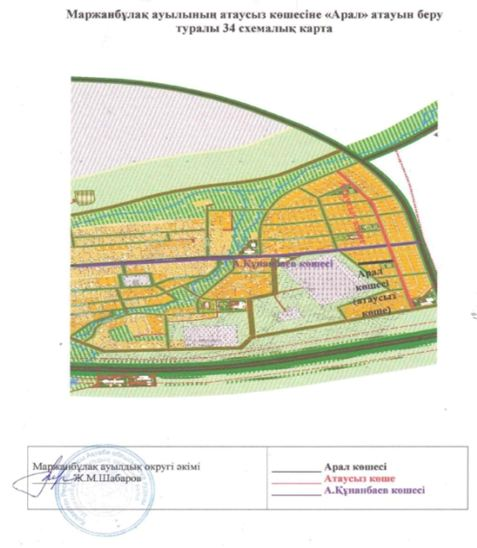 Маржанбұлақ ауылының атаусыз көшесіне «Арал» атауын беру
туралы 34 схемалық карта
А.Құнанбаев көшесі
Арал
көшесі
(атаусыз
көше)
Маржанбұлақ ауылдық округі әкімі
Ж.М.Шабаров
Арал көшесі
Атаусыз көше
А.Құнанбаев көшесі